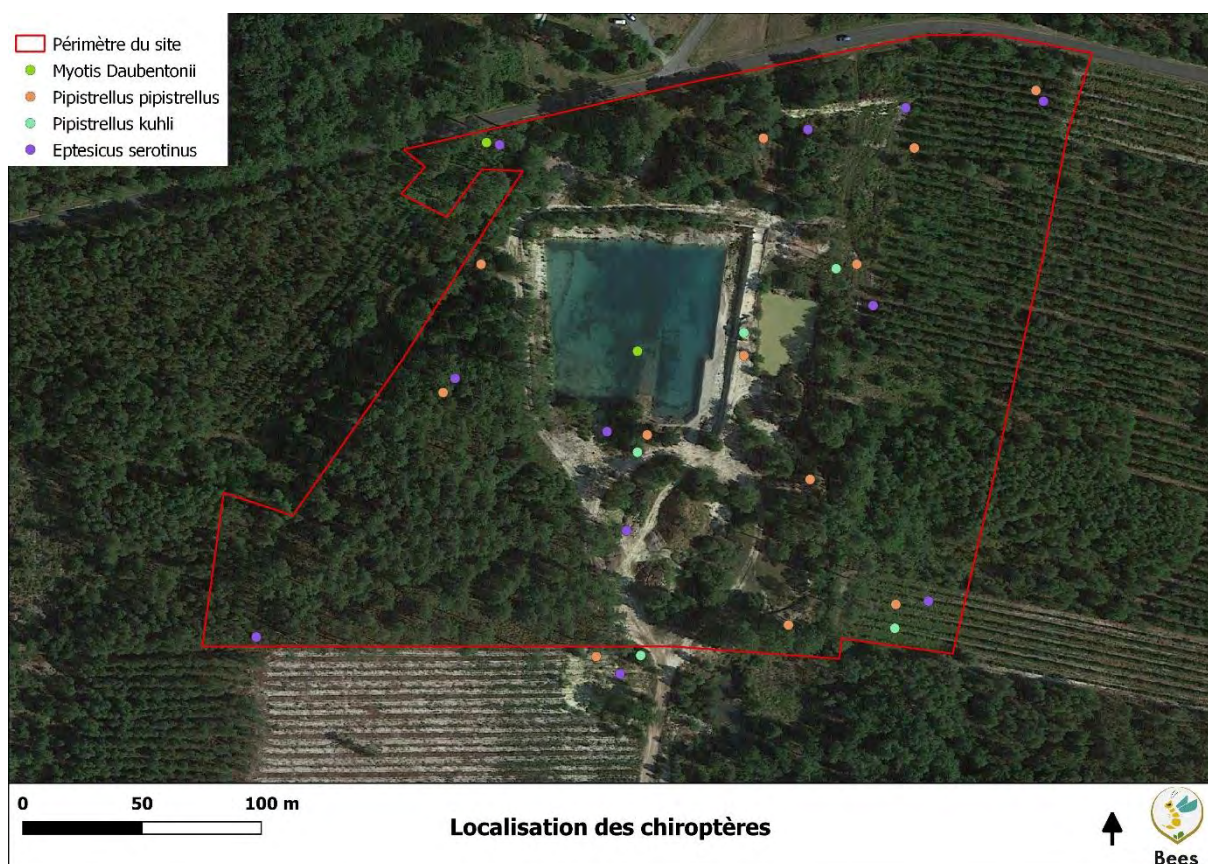 Périmètre du site
Myotis Daubentonii
Pipistrellus pipistrellus
Pipistrellus kuhli
Eptesicus serotinus
0 50 100 m
Localisation des chiroptères
Bees